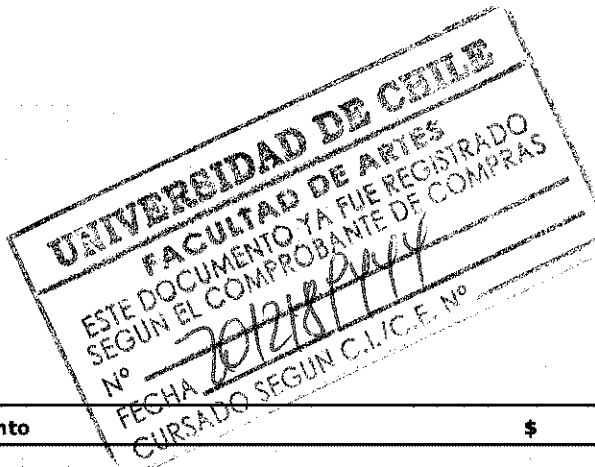 UNIVERSIDAD DE CHILE
FACULTAD DE ARTES
ESTE DOCUMENTO YA FUE REGISTRADO
SEGUN EL COMPROBANTE DE COMPRAS
Nº
FECHA
CURSADO SEGUN C.I./C.E. Nº
nto $